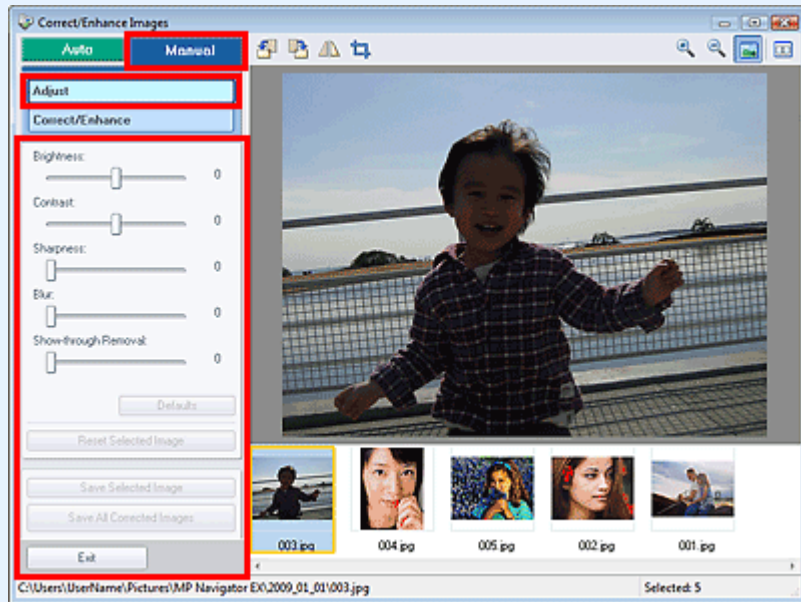 Correct/Enhance Images
Auto Manual
Adjust
Correct/Enhance
Brightness: 0
Contrast: 0
Sharpness: 0
Blur: 0
Show-through Removal: 0
Defaults
Reset Selected Image
Save Selected Image
Save All Corrected Images
Exit
003.jpg 004.jpg 005.jpg 002.jpg 001.jpg
C:\Users\UserName\Pictures\MP Navigator EX\2009_01_01\003.jpg Selected: 5